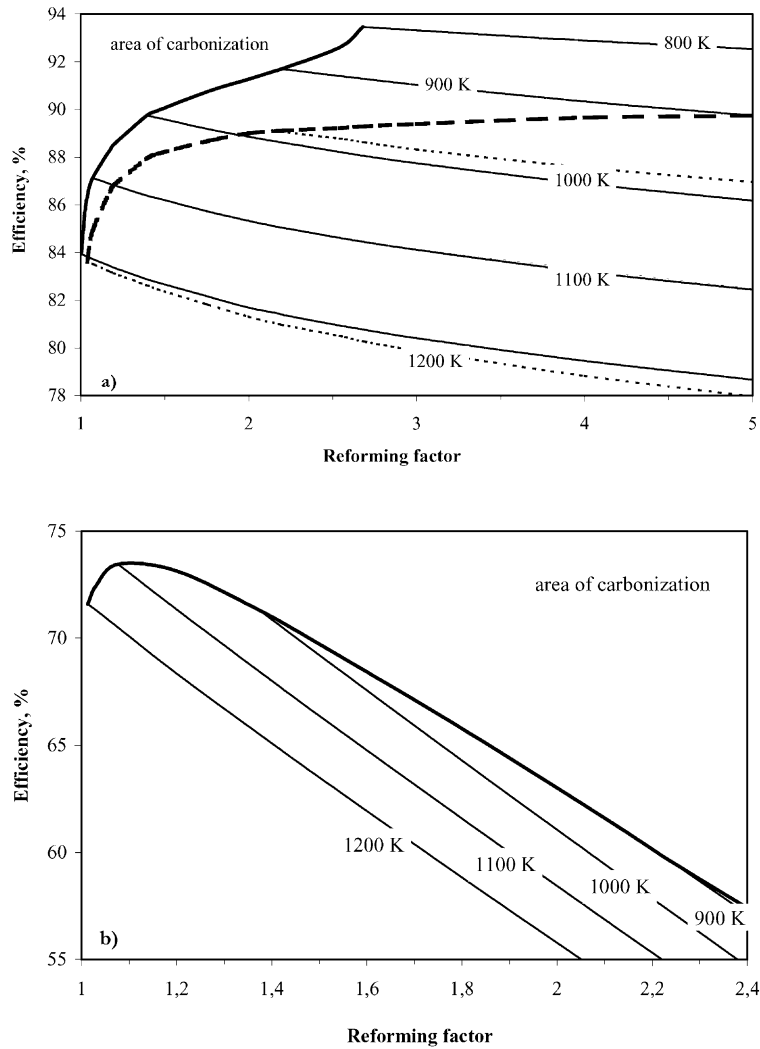 94
92
90
88
86
84
82
80
78
Efficiency, %
area of carbonization
800 K
900 K
1000 K
1100 K
1200 K
a)
1 2 3 4 5
Reforming factor
75
70
65
60
55
Efficiency, %
area of carbonization
1200 K
1100 K
1000 K
900 K
b)
1 1,2 1,4 1,6 1,8 2 2,2 2,4
Reforming factor